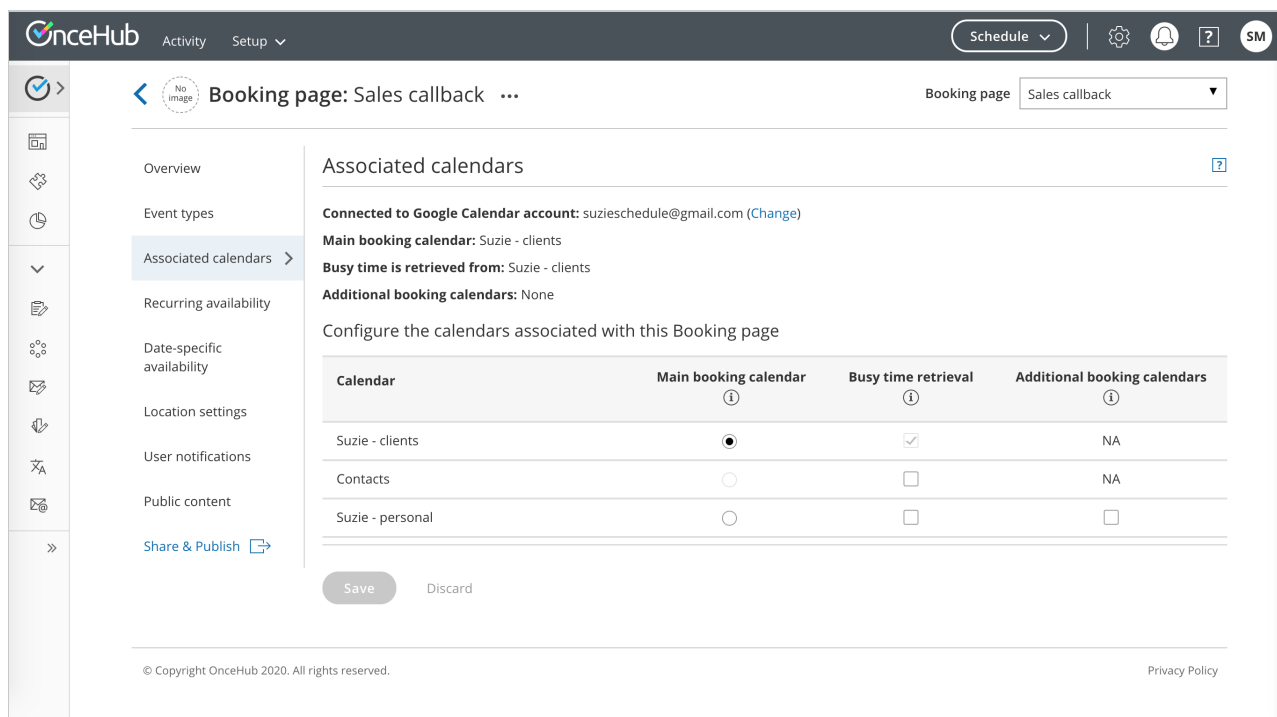 OnceHub Activity Setup Schedule ? SM
No image Booking page: Sales callback ... Booking page Sales callback
Overview
Event types
Associated calendars
Recurring availability
Date-specific
availability
Location settings
User notifications
Public content
Share & Publish
Associated calendars ?
Connected to Google Calendar account: suzieschedule@gmail.com (Change)
Main booking calendar: Suzie - clients
Busy time is retrieved from: Suzie - clients
Additional booking calendars: None
Configure the calendars associated with this Booking page
Calendar Main booking calendar Busy time retrieval Additional booking calendars
i i i
Suzie - clients NA
Contacts NA
Suzie - personal
Save Discard
© Copyright OnceHub 2020. All rights reserved. Privacy Policy